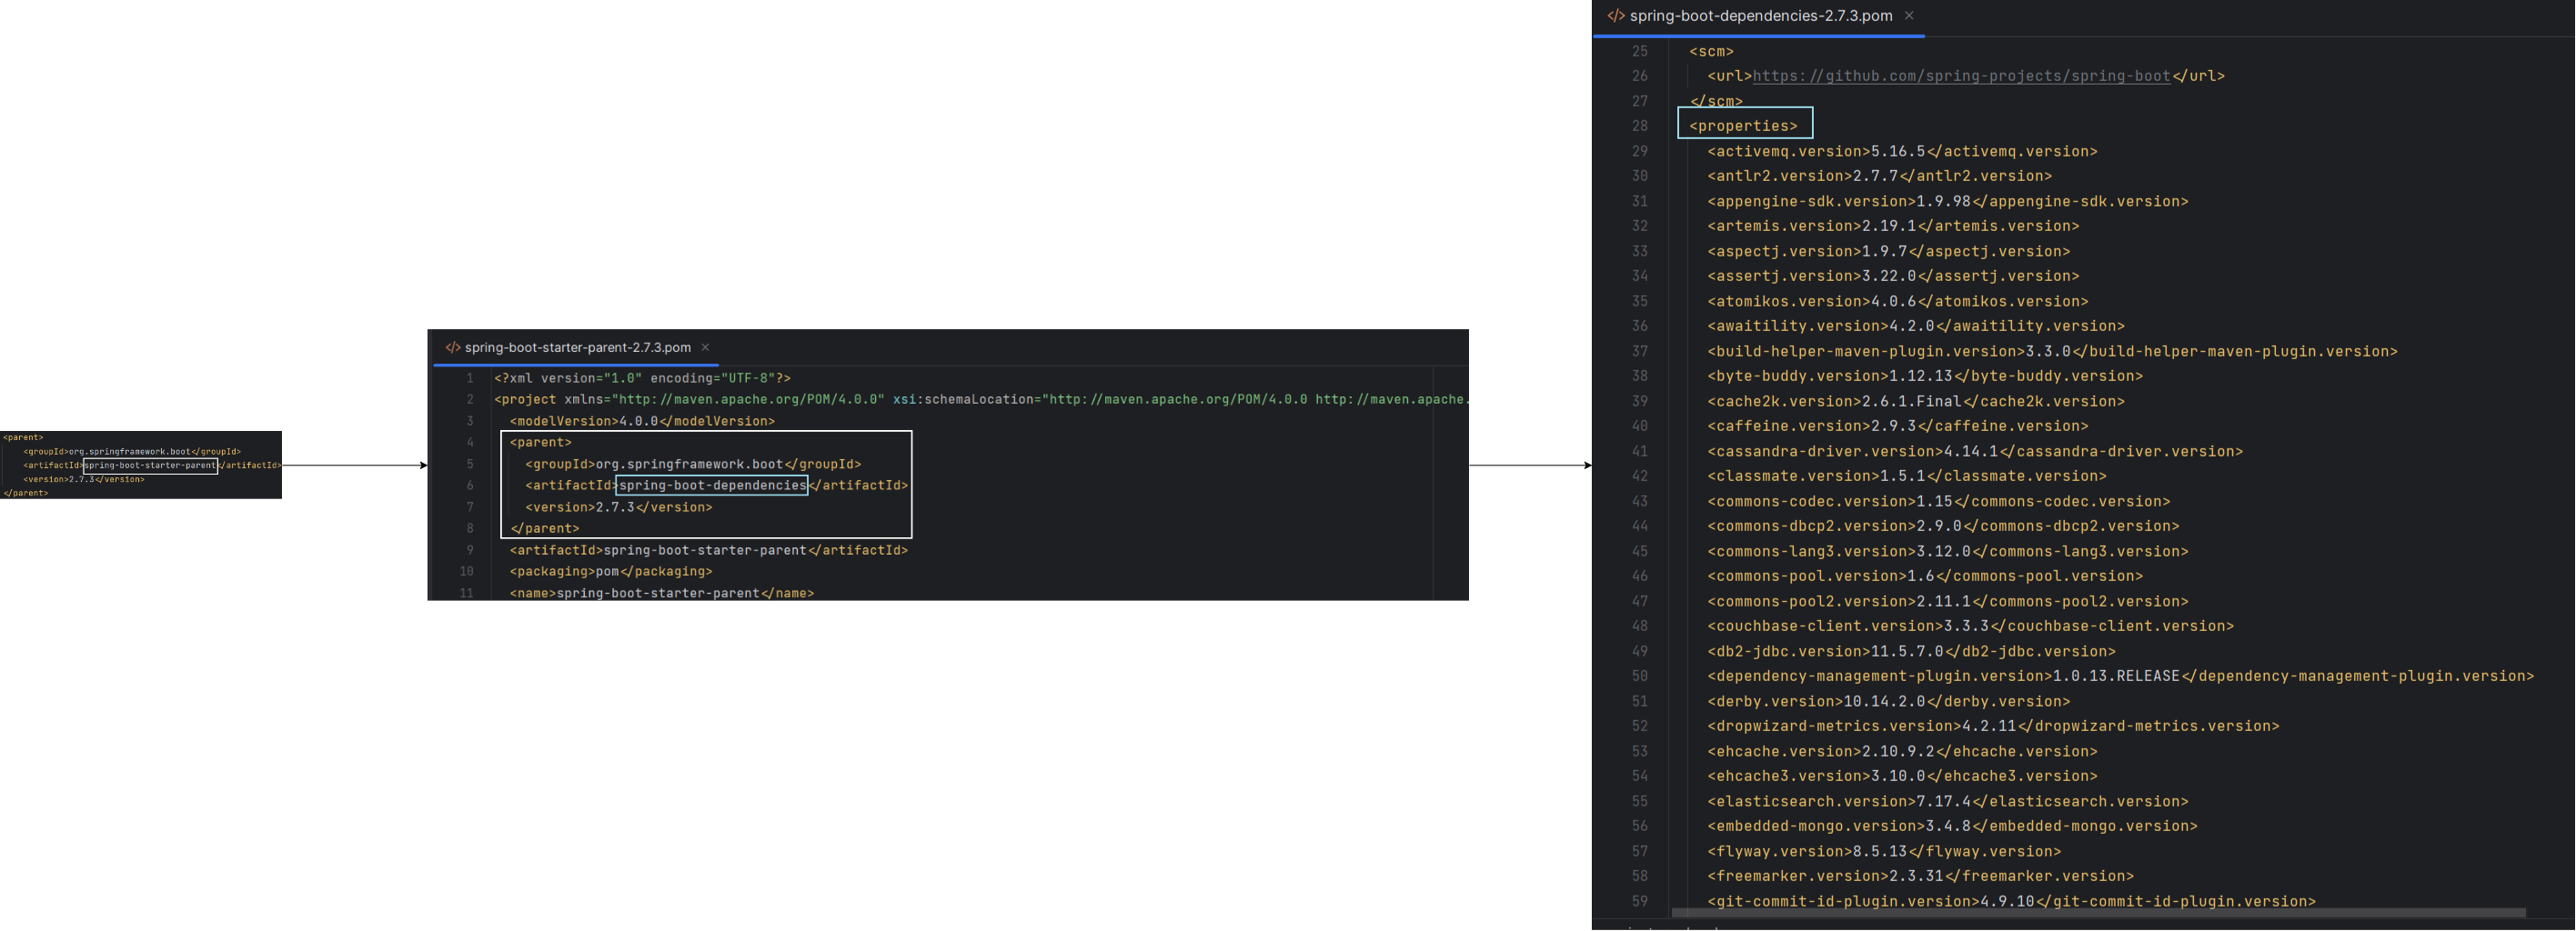 <parent>
<groupId>org.springframework.boot</groupId>
<artifactId>spring-boot-starter-parent</artifactId>
<version>2.7.3</version>
</parent>
</> spring-boot-starter-parent-2.7.3.pom ×
1 <?xml version="1.0" encoding="UTF-8"?>
2 <project xmlns="http://maven.apache.org/POM/4.0.0" xsi:schemaLocation="http://maven.apache.org/POM/4.0.0 http://maven.apache.
3 <modelVersion>4.0.0</modelVersion>
4 <parent>
5 <groupId>org.springframework.boot</groupId>
6 <artifactId>spring-boot-dependencies</artifactId>
7 <version>2.7.3</version>
8 </parent>
9 <artifactId>spring-boot-starter-parent</artifactId>
10 <packaging>pom</packaging>
11 <name>spring-boot-starter-parent</name>
</> spring-boot-dependencies-2.7.3.pom ×
25 <scm>
26 <url>https://github.com/spring-projects/spring-boot</url>
27 </scm>
28 <properties>
29 <activemq.version>5.16.5</activemq.version>
30 <antlr2.version>2.7.7</antlr2.version>
31 <appengine-sdk.version>1.9.98</appengine-sdk.version>
32 <artemis.version>2.19.1</artemis.version>
33 <aspectj.version>1.9.7</aspectj.version>
34 <assertj.version>3.22.0</assertj.version>
35 <atomikos.version>4.0.6</atomikos.version>
36 <awaitility.version>4.2.0</awaitility.version>
37 <build-helper-maven-plugin.version>3.3.0</build-helper-maven-plugin.version>
38 <byte-buddy.version>1.12.13</byte-buddy.version>
39 <cache2k.version>2.6.1.Final</cache2k.version>
40 <caffeine.version>2.9.3</caffeine.version>
41 <cassandra-driver.version>4.14.1</cassandra-driver.version>
42 <classmate.version>1.5.1</classmate.version>
43 <commons-codec.version>1.15</commons-codec.version>
44 <commons-dbcp2.version>2.9.0</commons-dbcp2.version>
45 <commons-lang3.version>3.12.0</commons-lang3.version>
46 <commons-pool.version>1.6</commons-pool.version>
47 <commons-pool2.version>2.11.1</commons-pool2.version>
48 <couchbase-client.version>3.3.3</couchbase-client.version>
49 <db2-jdbc.version>11.5.7.0</db2-jdbc.version>
50 <dependency-management-plugin.version>1.0.13.RELEASE</dependency-management-plugin.version>
51 <derby.version>10.14.2.0</derby.version>
52 <dropwizard-metrics.version>4.2.11</dropwizard-metrics.version>
53 <ehcache.version>2.10.9.2</ehcache.version>
54 <ehcache3.version>3.10.0</ehcache3.version>
55 <elasticsearch.version>7.17.4</elasticsearch.version>
56 <embedded-mongo.version>3.4.8</embedded-mongo.version>
57 <flyway.version>8.5.13</flyway.version>
58 <freemarker.version>2.3.31</freemarker.version>
59 <git-commit-id-plugin.version>4.9.10</git-commit-id-plugin.version>